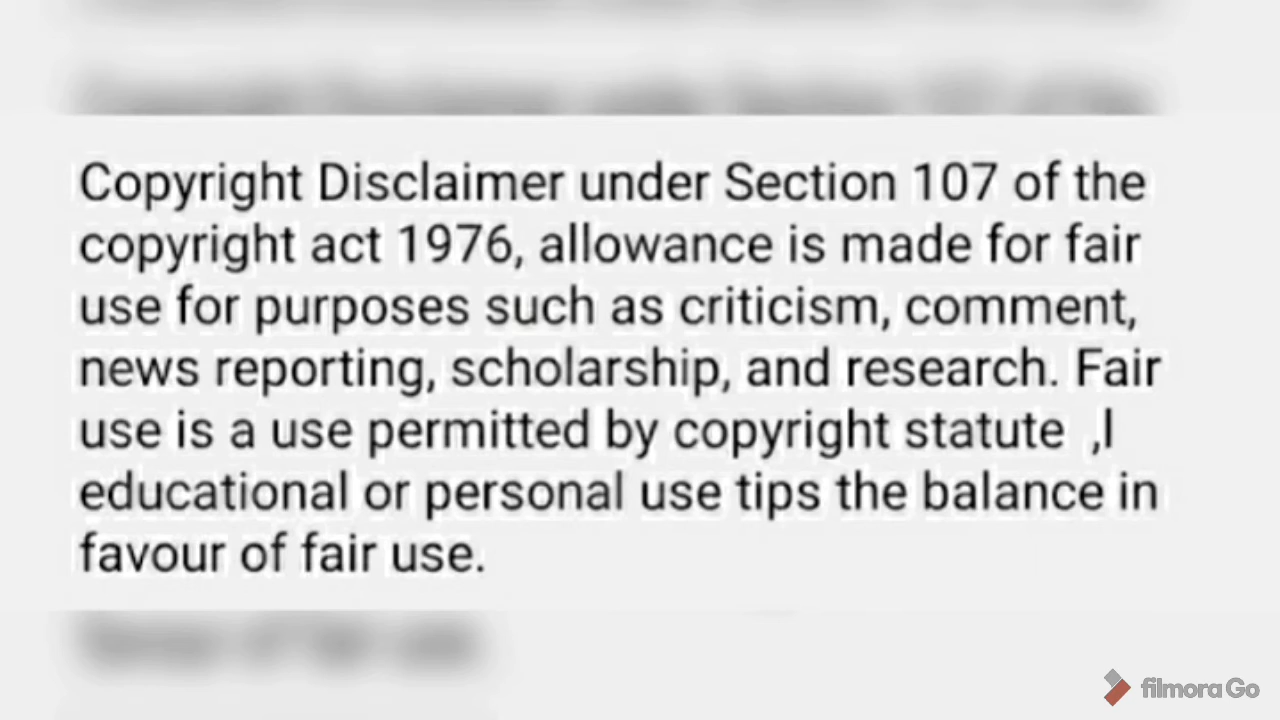 Copyright Disclaimer under Section 107 of the
copyright act 1976, allowance is made for fair
use for purposes such as criticism, comment,
news reporting, scholarship, and research. Fair
use is a use permitted by copyright statute ,l
educational or personal use tips the balance in
favour of fair use.
filmora Go